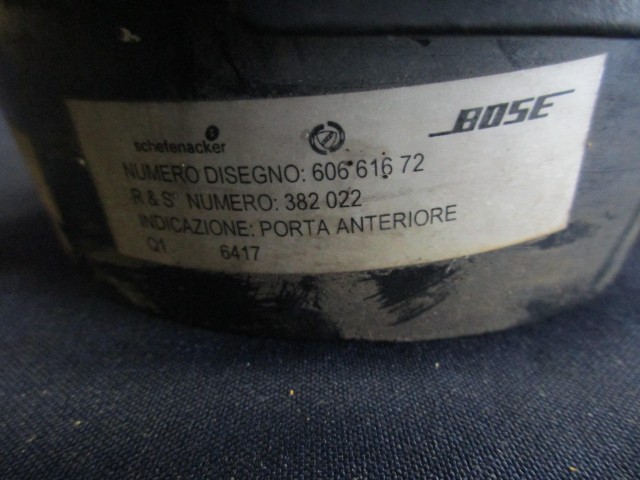 schefenacker BOSE
NUMERO DISEGNO: 606 616 72
R & S' NUMERO: 382 022
INDICAZIONE: PORTA ANTERIORE
Q1 6417